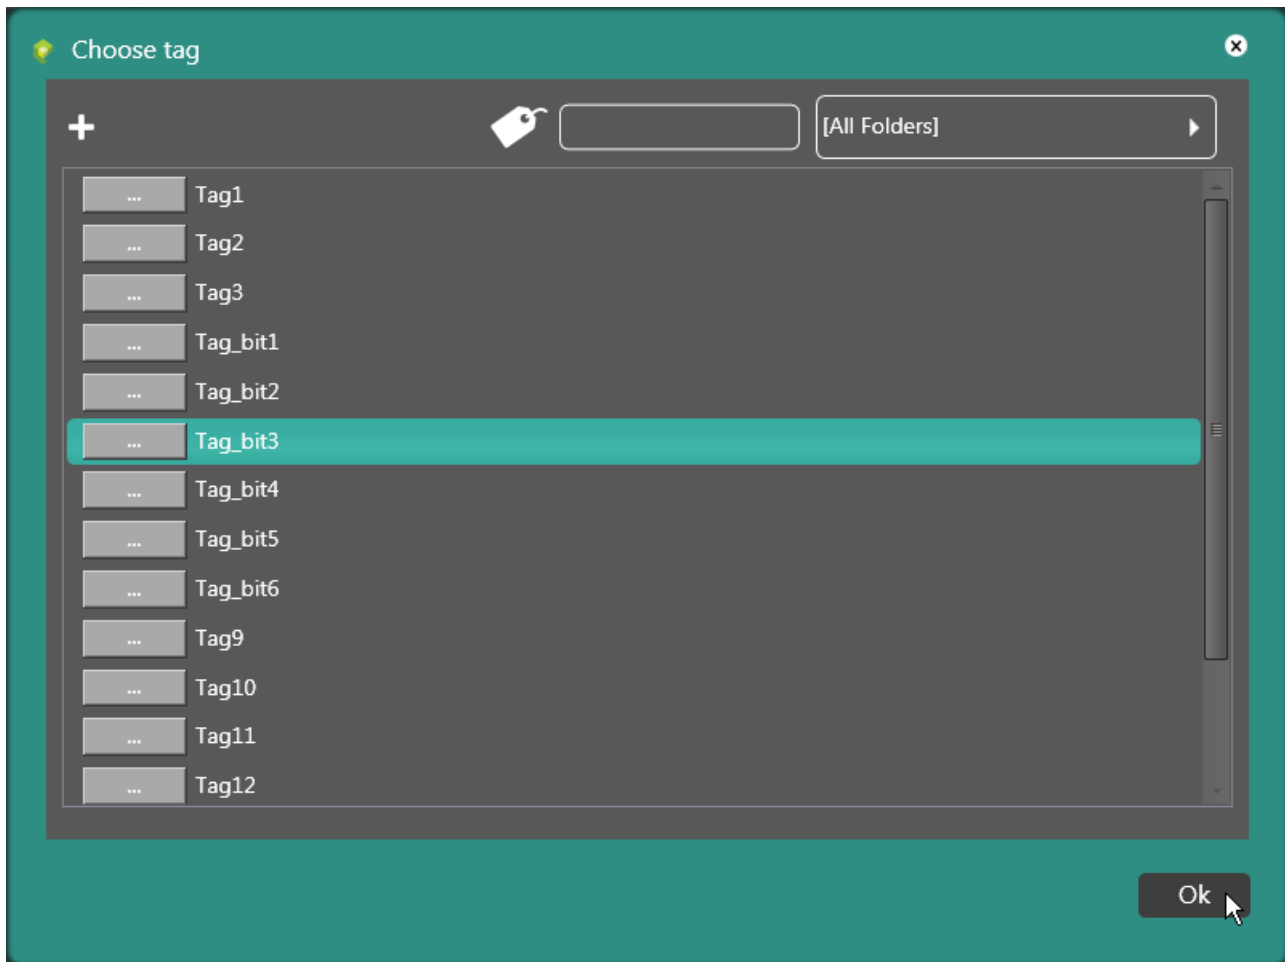 Choose tag
[All Folders]
... Tag1
... Tag2
... Tag3
... Tag_bit1
... Tag_bit2
... Tag_bit3
... Tag_bit4
... Tag_bit5
... Tag_bit6
... Tag9
... Tag10
... Tag11
... Tag12
Ok